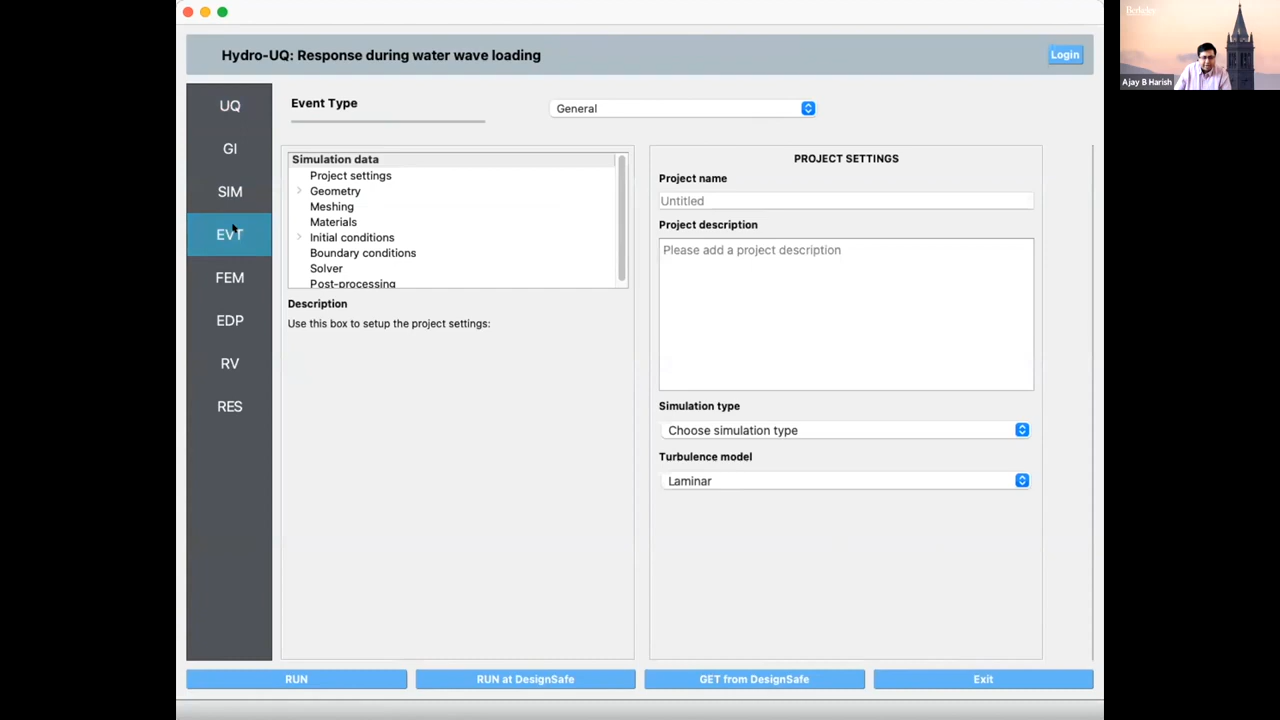 Hydro-UQ: Response during water wave loading
Login
UQ
GI
SIM
EVT
FEM
EDP
RV
RES
Event Type
General
Simulation data
Project settings
Geometry
Meshing
Materials
Initial conditions
Boundary conditions
Solver
Post-processing
Description
Use this box to setup the project settings:
PROJECT SETTINGS
Project name
Untitled
Project description
Please add a project description
Simulation type
Choose simulation type
Turbulence model
Laminar
RUN
RUN at DesignSafe
GET from DesignSafe
Exit
Berkeley
Ajay B Harish